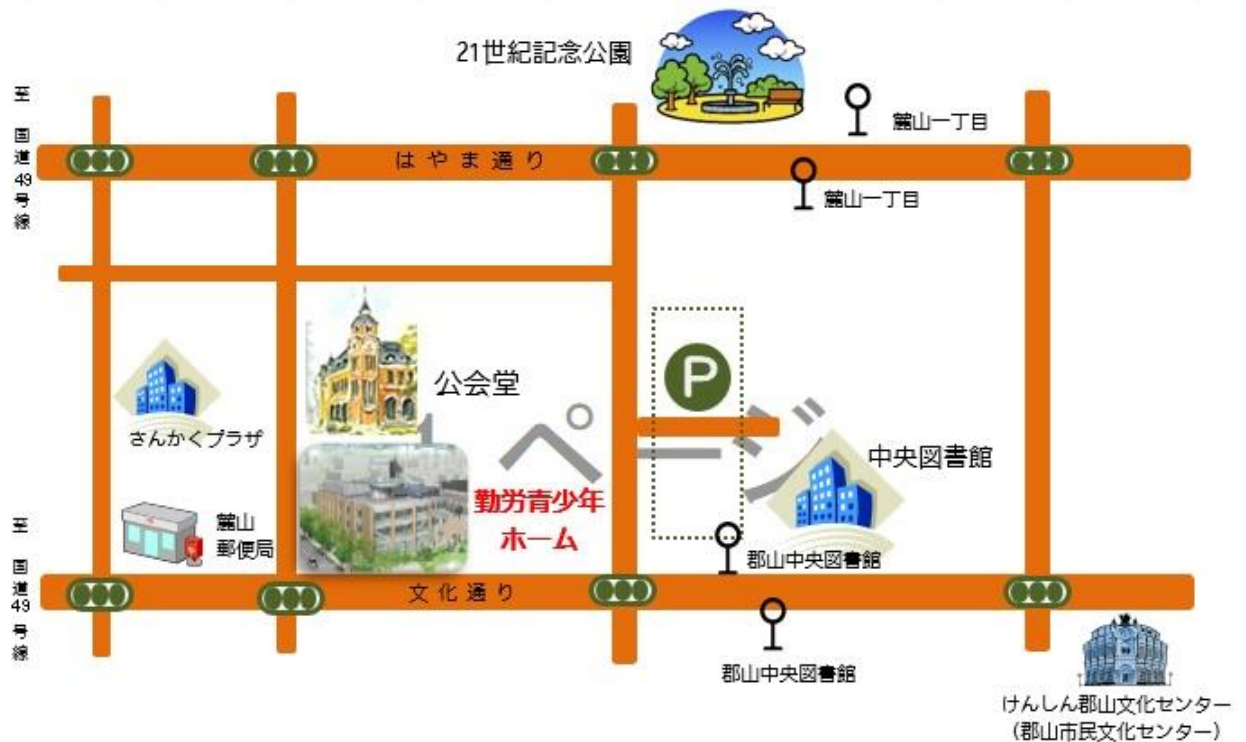 21世紀記念公園
至 国道49号線
麓山一丁目
はやま通り
麓山一丁目
P
公会堂
さんかくプラザ
1 ページ
中央図書館
勤労青少年
ホーム
麓山
郵便局
至 国道49号線
郡山中央図書館
文化通り
郡山中央図書館
けんしん郡山文化センター
（郡山市民文化センター）